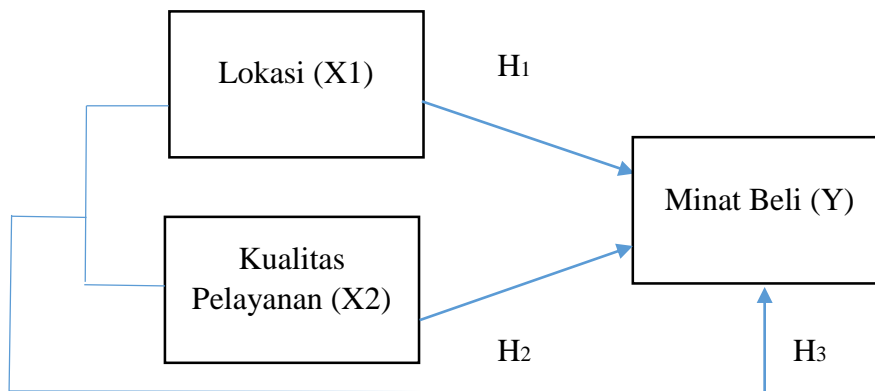 Lokasi (X1)
H1
Minat Beli (Y)
Kualitas
Pelayanan (X2)
H2
H3